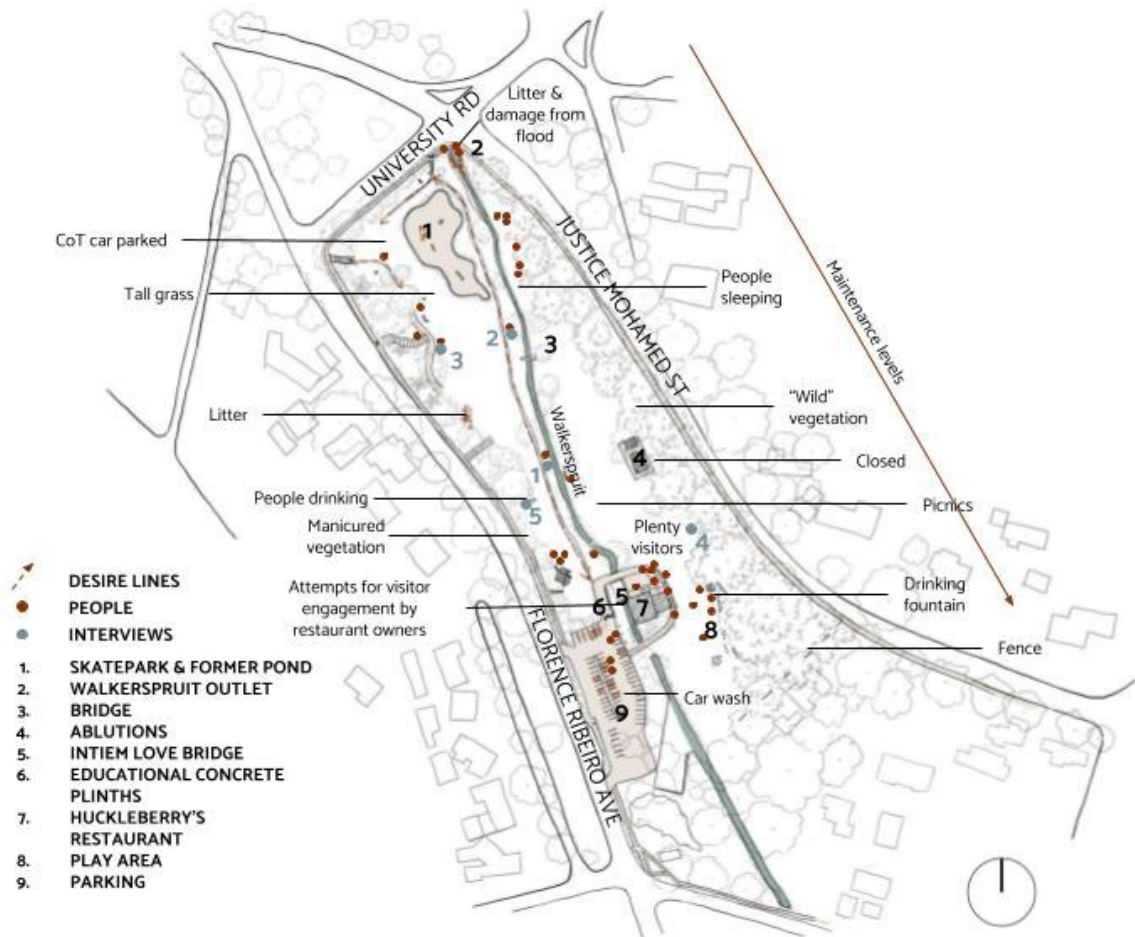 Litter &
damage from
flood
UNIVERSITY RD
2
1
CoT car parked
Tall grass
JUSTICE MOHAMED ST
People
sleeping
Maintenance levels
2
3
3
"Wild"
vegetation
Litter
Walkerspruit
4
Closed
1
People drinking
5
Picnics
Manicured
vegetation
Plenty
visitors
4
Attempts for visitor
engagement by
restaurant owners
5
6
7
Drinking
fountain
8
Fence
FLORENCE RIBEIRO AVE
Car wash
9
DESIRE LINES
PEOPLE
INTERVIEWS
1. SKATEPARK & FORMER POND
2. WALKERSPRUIT OUTLET
3. BRIDGE
4. ABLUTIONS
5. INTIEM LOVE BRIDGE
6. EDUCATIONAL CONCRETE
PLINTHS
7. HUCKLEBERRY'S
RESTAURANT
8. PLAY AREA
9. PARKING